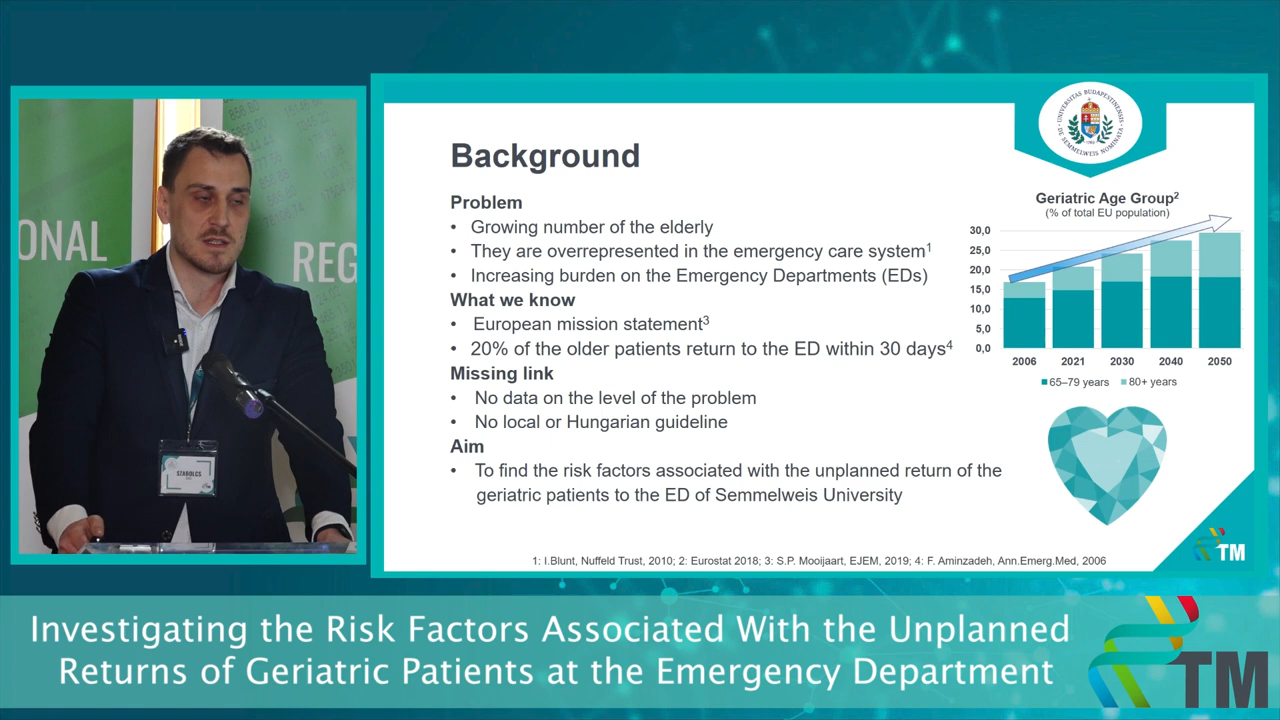 ONAL
REG
SZABOLCS
UNIVERSITAS BUDAPESTINENSIS
DE SEMMELWEIS NOMINATA
Background
Problem
• Growing number of the elderly
• They are overrepresented in the emergency care system1
• Increasing burden on the Emergency Departments (EDs)
What we know
• European mission statement3
• 20% of the older patients return to the ED within 30 days4
Missing link
• No data on the level of the problem
• No local or Hungarian guideline
Aim
• To find the risk factors associated with the unplanned return of the
geriatric patients to the ED of Semmelweis University
Geriatric Age Group2
(% of total EU population)
30,0
25,0
20,0
15,0
10,0
5,0
0,0
2006 2021 2030 2040 2050
65–79 years 80+ years
1: I.Blunt, Nuffeld Trust, 2010; 2: Eurostat 2018; 3: S.P. Mooijaart, EJEM, 2019; 4: F. Aminzadeh, Ann.Emerg.Med, 2006
TM
Investigating the Risk Factors Associated With the Unplanned
Returns of Geriatric Patients at the Emergency Department
TM